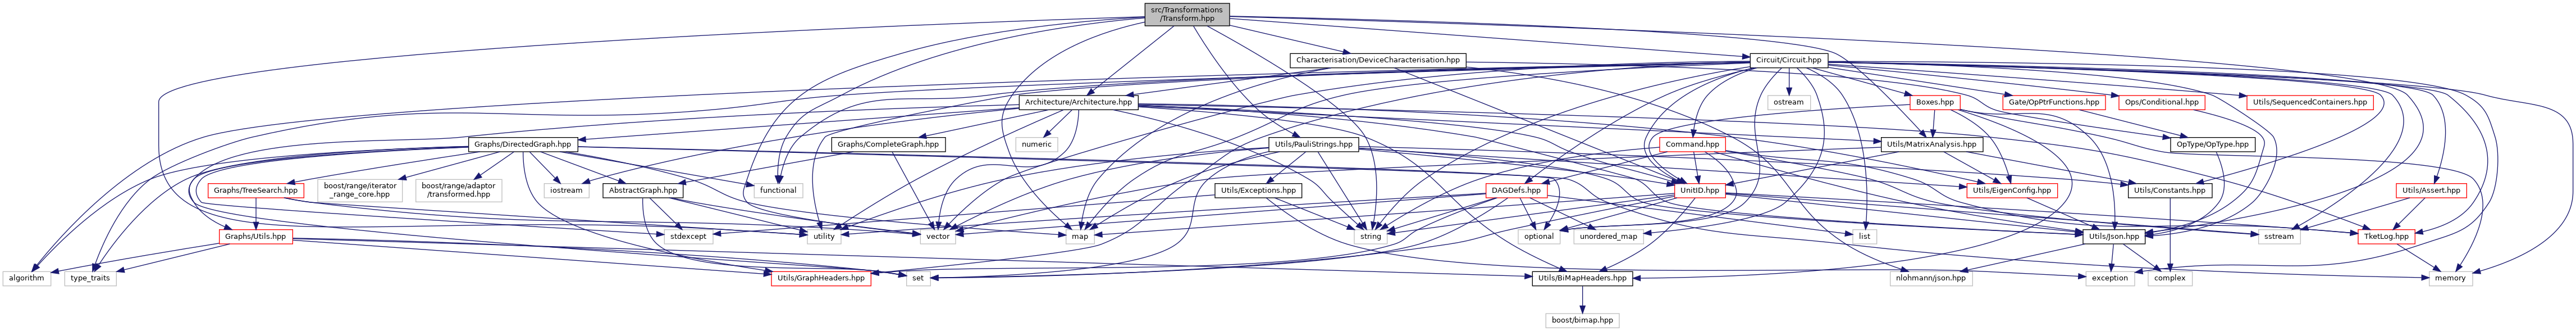 src/Transformations
/Transform.hpp
Characterisation/DeviceCharacterisation.hpp
Circuit/Circuit.hpp
Architecture/Architecture.hpp
ostream
Boxes.hpp
Gate/OpPtrFunctions.hpp
Ops/Conditional.hpp
Utils/SequencedContainers.hpp
Graphs/DirectedGraph.hpp
Graphs/CompleteGraph.hpp
numeric
Utils/PauliStrings.hpp
Command.hpp
Utils/MatrixAnalysis.hpp
OpType/OpType.hpp
Graphs/TreeSearch.hpp
boost/range/iterator
_range_core.hpp
boost/range/adaptor
/transformed.hpp
iostream
AbstractGraph.hpp
functional
Utils/Exceptions.hpp
DAGDefs.hpp
UnitID.hpp
Utils/EigenConfig.hpp
Utils/Constants.hpp
Utils/Assert.hpp
Graphs/Utils.hpp
stdexcept
utility
vector
map
string
optional
unordered_map
list
Utils/Json.hpp
sstream
TketLog.hpp
algorithm
type_traits
Utils/GraphHeaders.hpp
set
Utils/BiMapHeaders.hpp
nlohmann/json.hpp
exception
complex
memory
boost/bimap.hpp